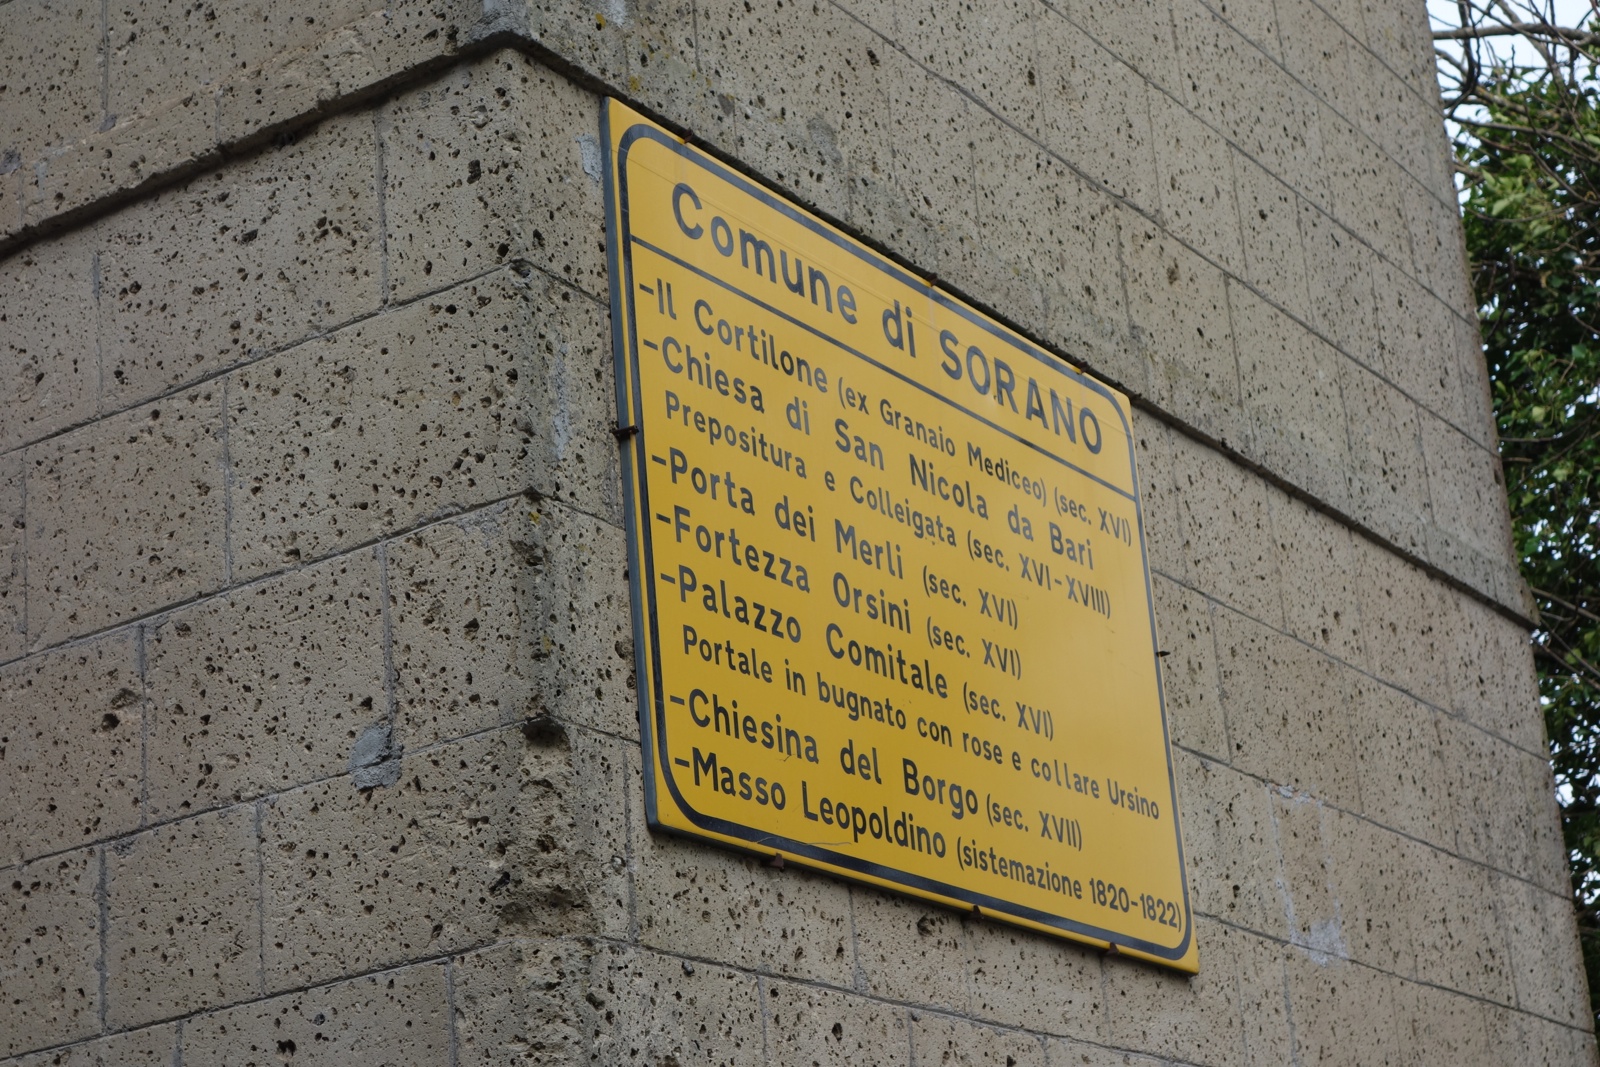 Comune di SORANO
-Il Cortilone (ex Granaio Mediceo) (sec. XVI)
-Chiesa di San Nicola da Bari
Prepositura e Colleigata (sec. XVI-XVIII)
-Porta dei Merli (sec. XVI)
-Fortezza Orsini (sec. XVI)
-Palazzo Comitale (sec. XVI)
Portale in bugnato con rose e collare Ursino
-Chiesina del Borgo (sec. XVII)
-Masso Leopoldino (sistemazione 1820-1822)